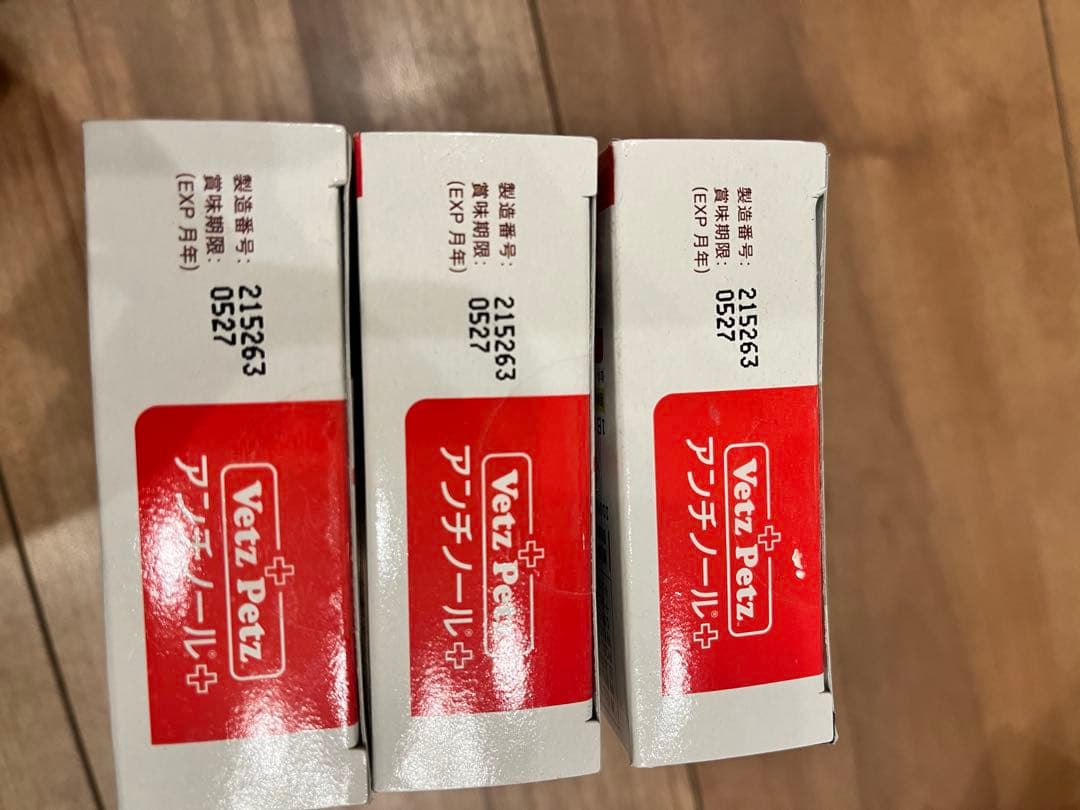 製造番号: 215263
賞味期限: 0527
(EXP 月年)
Vetz Petz
アンチノール®+
製造番号: 215263
賞味期限: 0527
(EXP 月年)
Vetz Petz
アンチノール®+
製造番号: 215263
賞味期限: 0527
(EXP 月年)
Vetz Petz
アンチノール®+